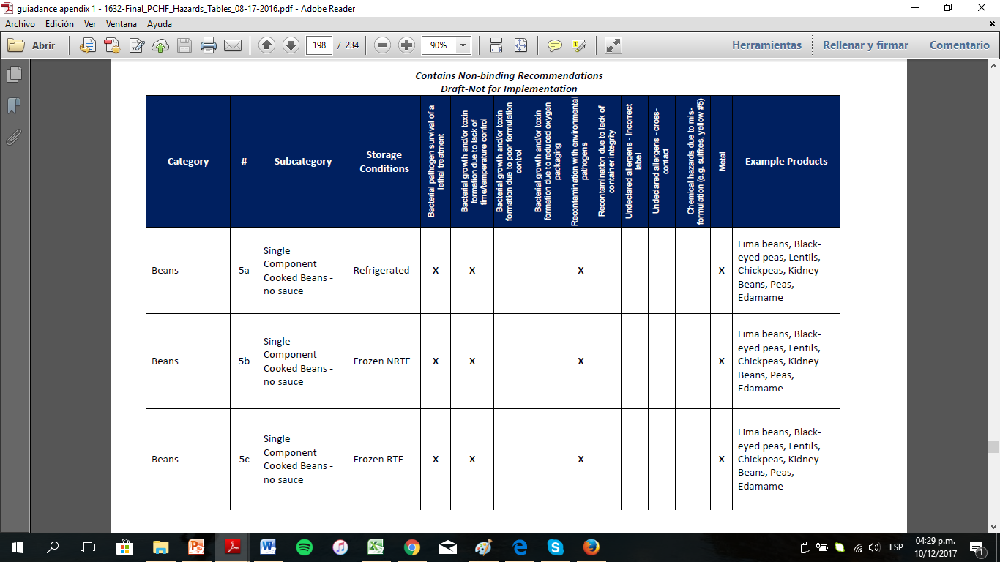 guiadance apendix 1 - 1632-Final_PCHF_Hazards_Tables_08-17-2016.pdf - Adobe Reader
Archivo Edición Ver Ventana Ayuda
Abrir 198 / 234 90% Herramientas Rellenar y firmar Comentario
Contains Non-binding Recommendations
Draft-Not for Implementation
Category
#
Subcategory
Storage
Conditions
Bacterial pathogen survival of a
lethal treatment
Bacterial growth and/or toxin
formation due to lack of
time/temperature control
Bacterial growth and/or toxin
formation due to poor formulation
control
Bacterial growth and/or toxin
formation due to reduced oxygen
packaging
Recontamination with environmental
pathogens
Recontamination due to lack of
container integrity
Undeclared allergens - Incorrect
label
Undeclared allergens - cross-
contact
Chemical hazards due to mis-
formulation (e.g. sulfites, yellow #5)
Metal
Example Products
Beans
5a
Single
Component
Cooked Beans -
no sauce
Refrigerated
X
X
X
X
Lima beans, Black-
eyed peas, Lentils,
Chickpeas, Kidney
Beans, Peas,
Edamame
Beans
5b
Single
Component
Cooked Beans -
no sauce
Frozen NRTE
X
X
X
X
Lima beans, Black-
eyed peas, Lentils,
Chickpeas, Kidney
Beans, Peas,
Edamame
Beans
5c
Single
Component
Cooked Beans -
no sauce
Frozen RTE
X
X
X
X
Lima beans, Black-
eyed peas, Lentils,
Chickpeas, Kidney
Beans, Peas,
Edamame
ESP
04:29 p.m.
10/12/2017
1